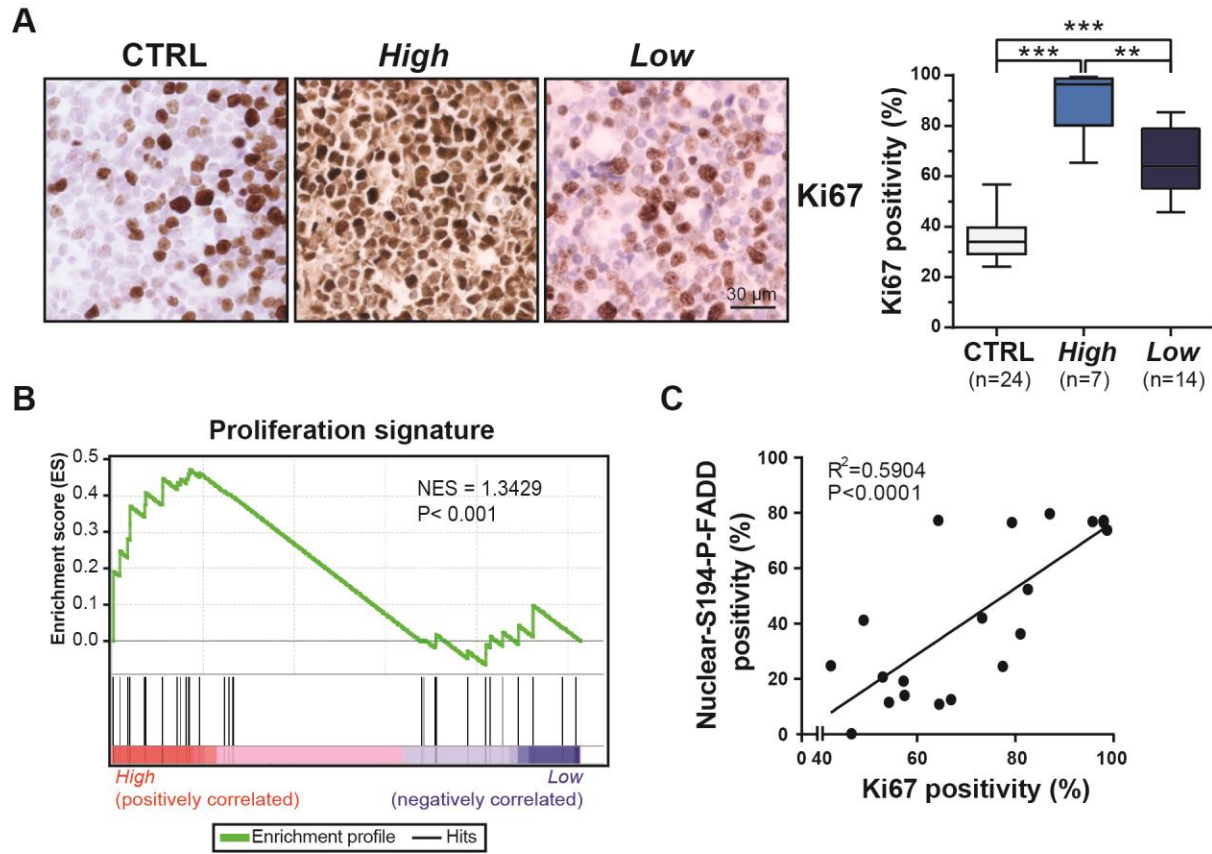 A
CTRL
High
Low
30 µm
Ki67
*** 
*** **
Ki67 positivity (%)
100
80
60
40
20
0
CTRL High Low
(n=24) (n=7) (n=14)
B
Proliferation signature
Enrichment score (ES)
0.5
0.4
0.3
0.2
0.1
0.0
NES = 1.3429
P< 0.001
High Low
(positively correlated) (negatively correlated)
Enrichment profile Hits
C
Nuclear-S194-P-FADD
positivity (%)
100
80
60
40
20
0
R²=0.5904
P<0.0001
0 40 60 80 100
Ki67 positivity (%)